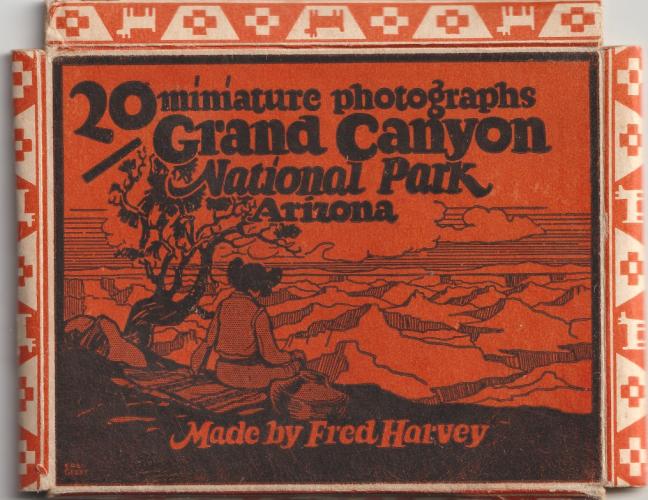 20 miniature photographs
Grand Canyon
National Park
Arizona
Made by Fred Harvey